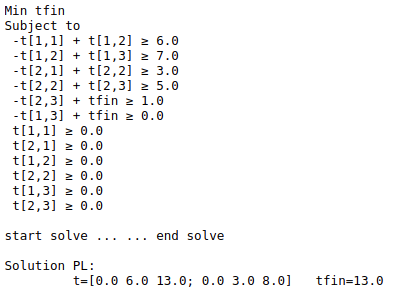 Min tfin
Subject to
 -t[1,1] + t[1,2] ≥ 6.0
 -t[1,2] + t[1,3] ≥ 7.0
 -t[2,1] + t[2,2] ≥ 3.0
 -t[2,2] + t[2,3] ≥ 5.0
 -t[2,3] + tfin ≥ 1.0
 -t[1,3] + tfin ≥ 0.0
 t[1,1] ≥ 0.0
 t[2,1] ≥ 0.0
 t[1,2] ≥ 0.0
 t[2,2] ≥ 0.0
 t[1,3] ≥ 0.0
 t[2,3] ≥ 0.0
start solve ... ... end solve
Solution PL:
         t=[0.0 6.0 13.0; 0.0 3.0 8.0]   tfin=13.0